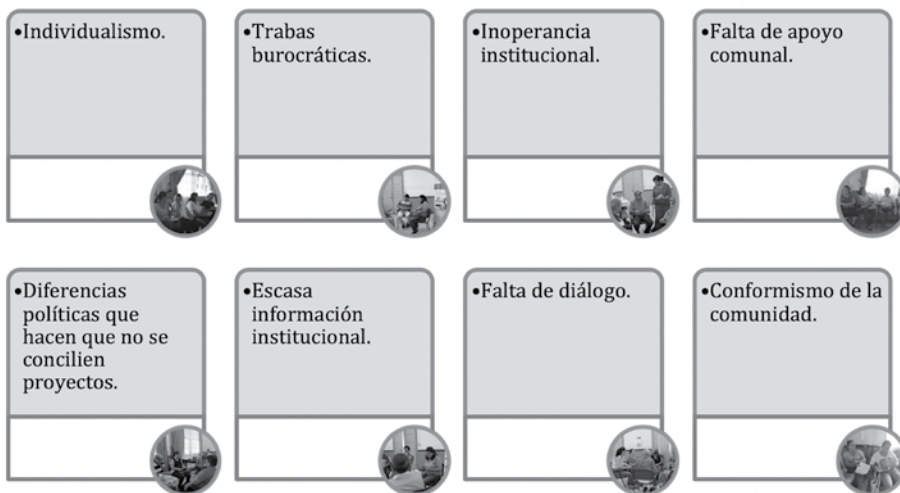 •Individualismo.
•Trabas
burocráticas.
•Inoperancia
institucional.
•Falta de apoyo
comunal.
•Diferencias
políticas que
hacen que no se
concilien
proyectos.
•Escasa
información
institucional.
•Falta de diálogo.
•Conformismo de la
comunidad.